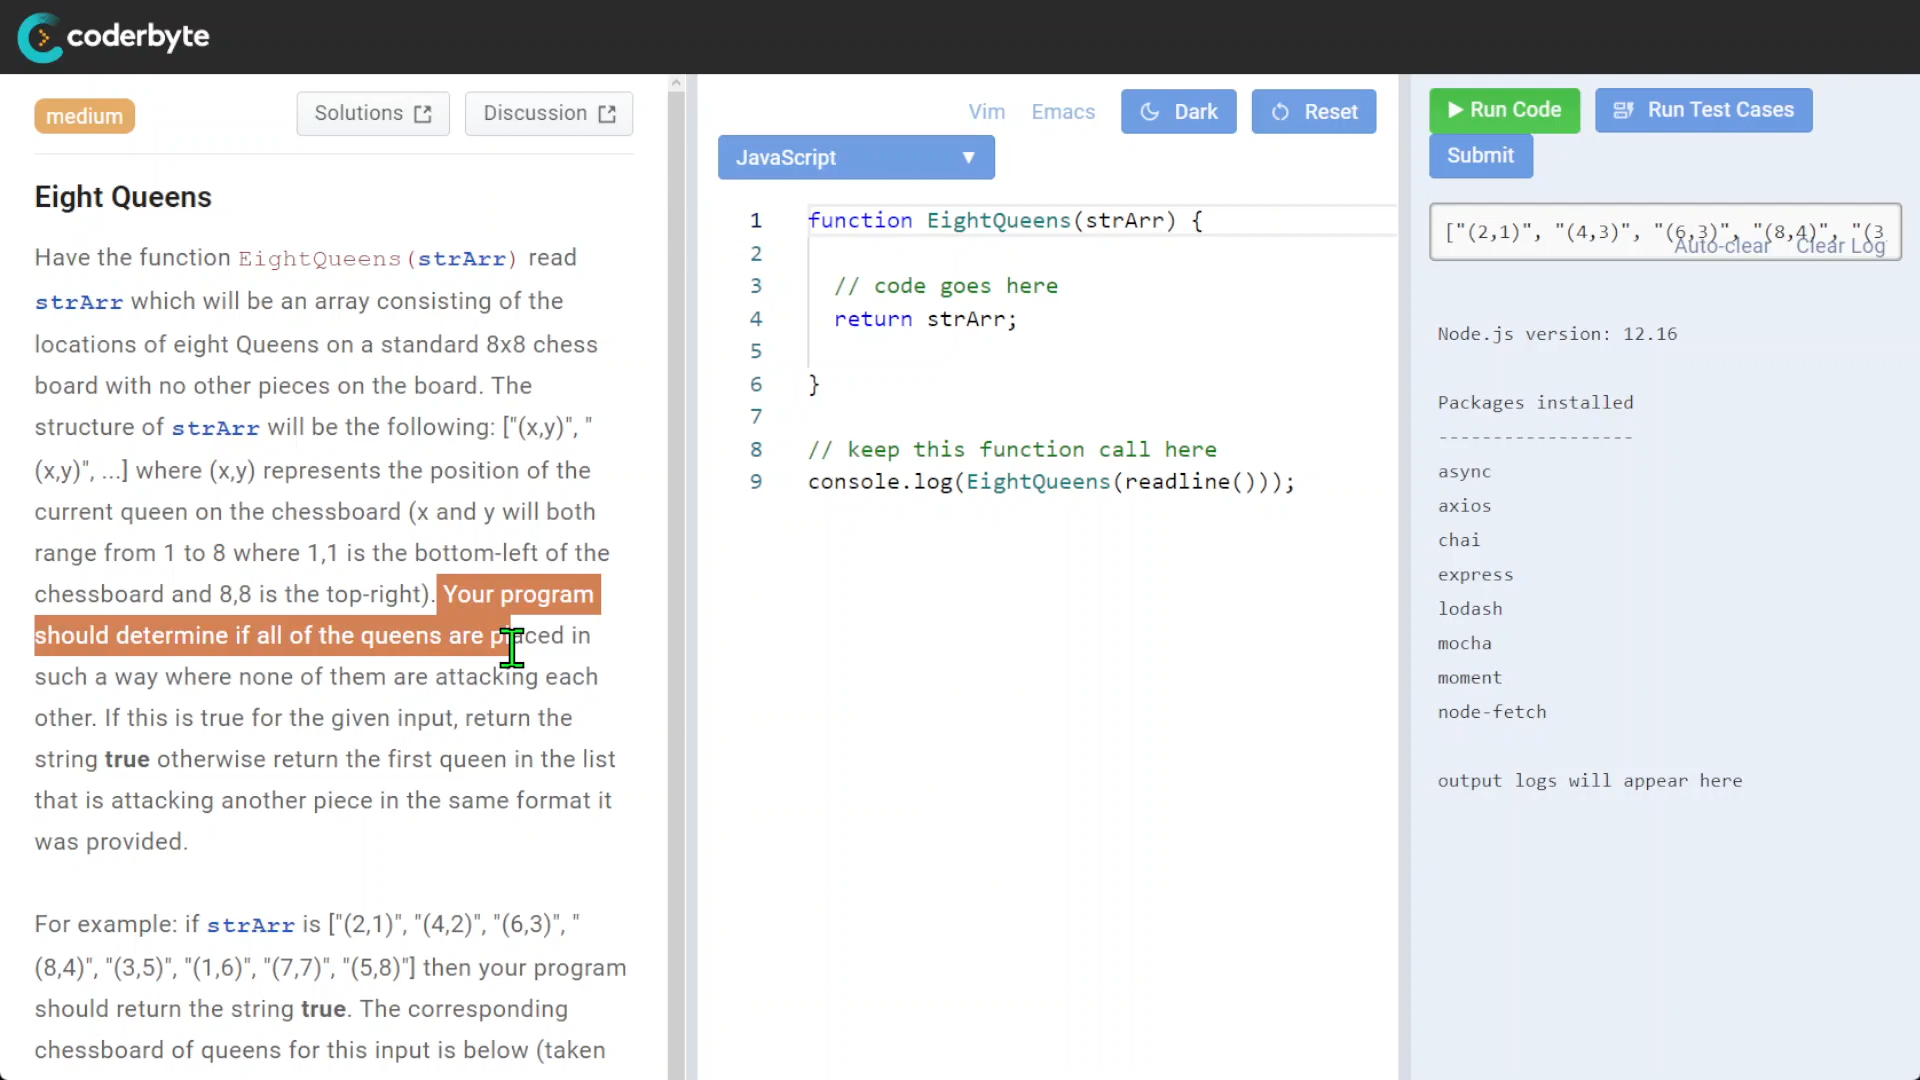 coderbyte
medium
Solutions
Discussion
Eight Queens
Have the function EightQueens(strArr) read
strArr which will be an array consisting of the
locations of eight Queens on a standard 8x8 chess
board with no other pieces on the board. The
structure of strArr will be the following: ["(x,y)", "
(x,y)", ...] where (x,y) represents the position of the
current queen on the chessboard (x and y will both
range from 1 to 8 where 1,1 is the bottom-left of the
chessboard and 8,8 is the top-right). Your program
should determine if all of the queens are placed in
such a way where none of them are attacking each
other. If this is true for the given input, return the
string true otherwise return the first queen in the list
that is attacking another piece in the same format it
was provided.
For example: if strArr is ["(2,1)", "(4,2)", "(6,3)", "
(8,4)", "(3,5)", "(1,6)", "(7,7)", "(5,8)"] then your program
should return the string true. The corresponding
chessboard of queens for this input is below (taken
Vim
Emacs
Dark
Reset
JavaScript
1 function EightQueens(strArr) {
2
3 // code goes here
4 return strArr;
5
6 }
7
8 // keep this function call here
9 console.log(EightQueens(readline()));
Run Code
Run Test Cases
Submit
["(2,1)", "(4,3)", "(6,3)", "(8,4)", "(3
Auto-clear
Clear Log
Node.js version: 12.16
Packages installed
------------------
async
axios
chai
express
lodash
mocha
moment
node-fetch
output logs will appear here